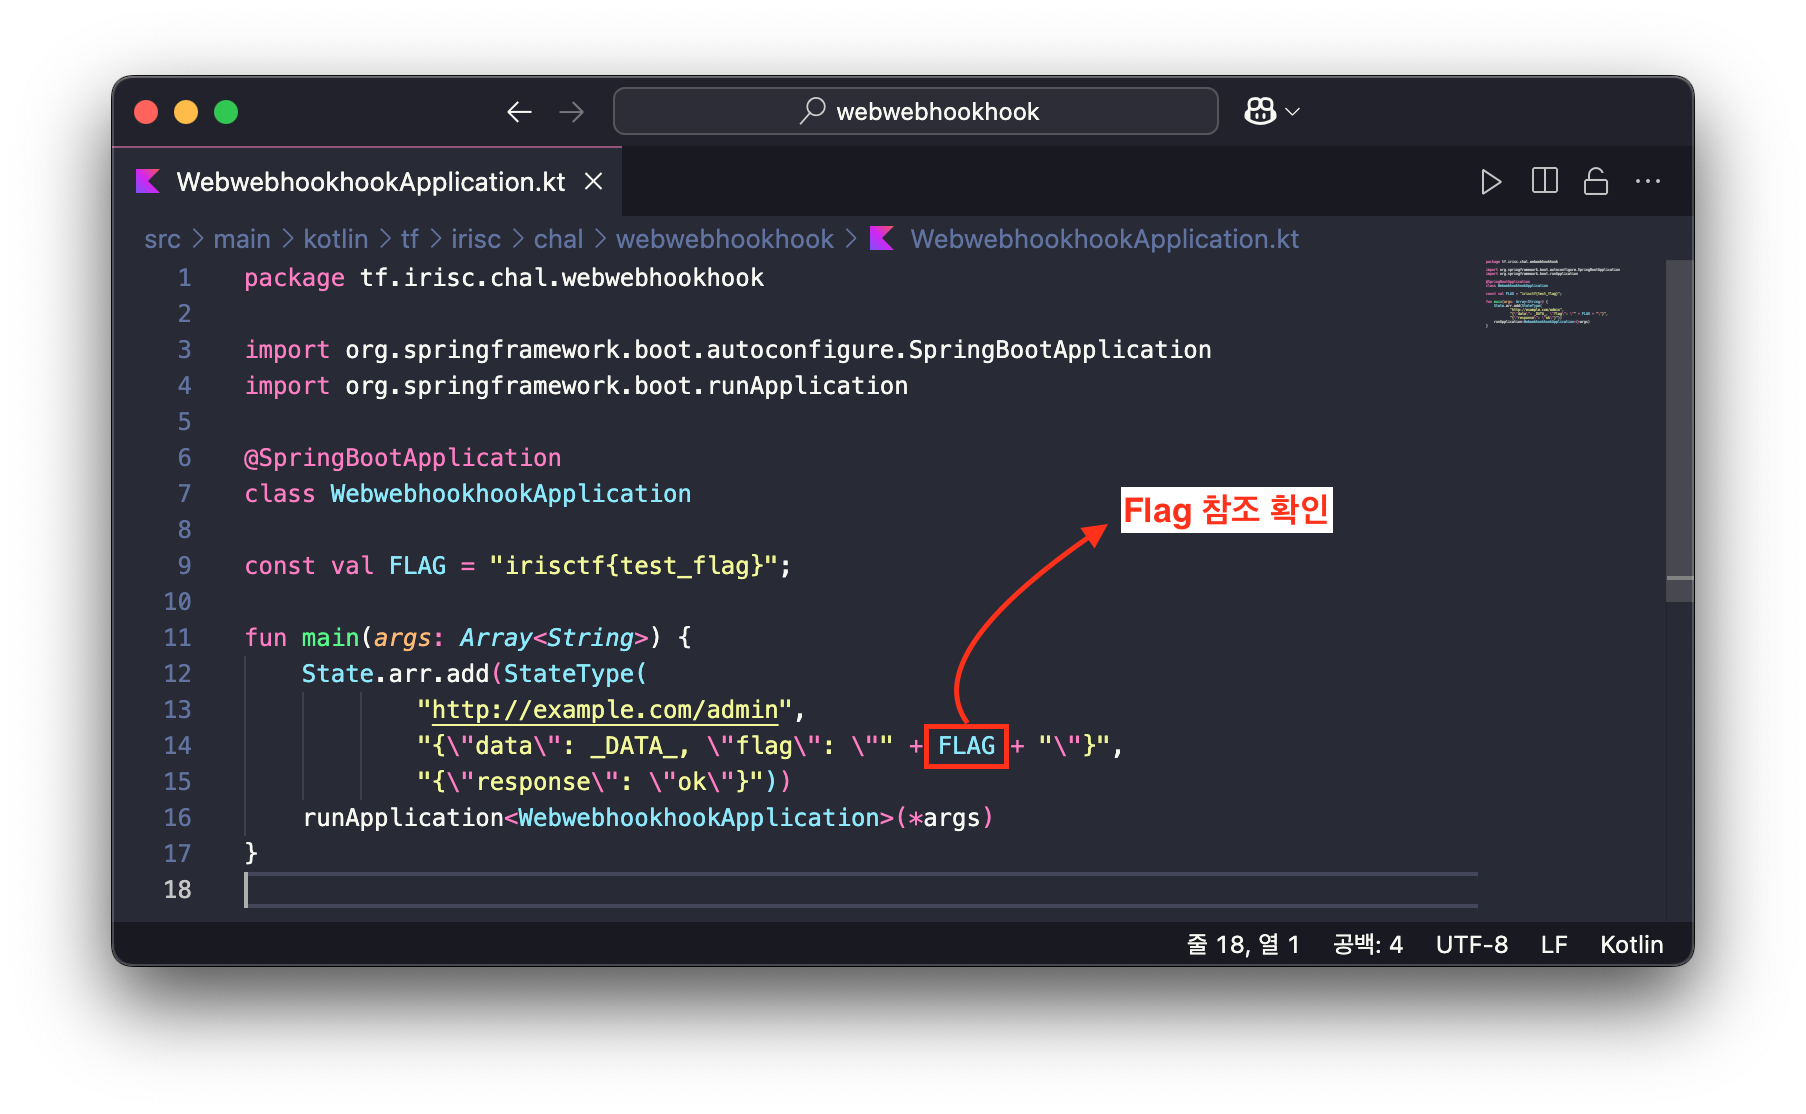 webwebhookhook
WebwebhookhookApplication.kt
src > main > kotlin > tf > irisc > chal > webwebhookhook > WebwebhookhookApplication.kt
1 package tf.irisc.chal.webwebhookhook
2
3 import org.springframework.boot.autoconfigure.SpringBootApplication
4 import org.springframework.boot.runApplication
5
6 @SpringBootApplication
7 class WebwebhookhookApplication
8
Flag 참조 확인
9 const val FLAG = "irisctf{test_flag}";
10
11 fun main(args: Array<String>) {
12     State.arr.add(StateType(
13             "http://example.com/admin",
14             "{\"data\": _DATA_, \"flag\": \"" + FLAG + "\"}",
15             "{\"response\": \"ok\"}"))
16     runApplication<WebwebhookhookApplication>(*args)
17 }
18
줄 18, 열 1 공백: 4 UTF-8 LF Kotlin